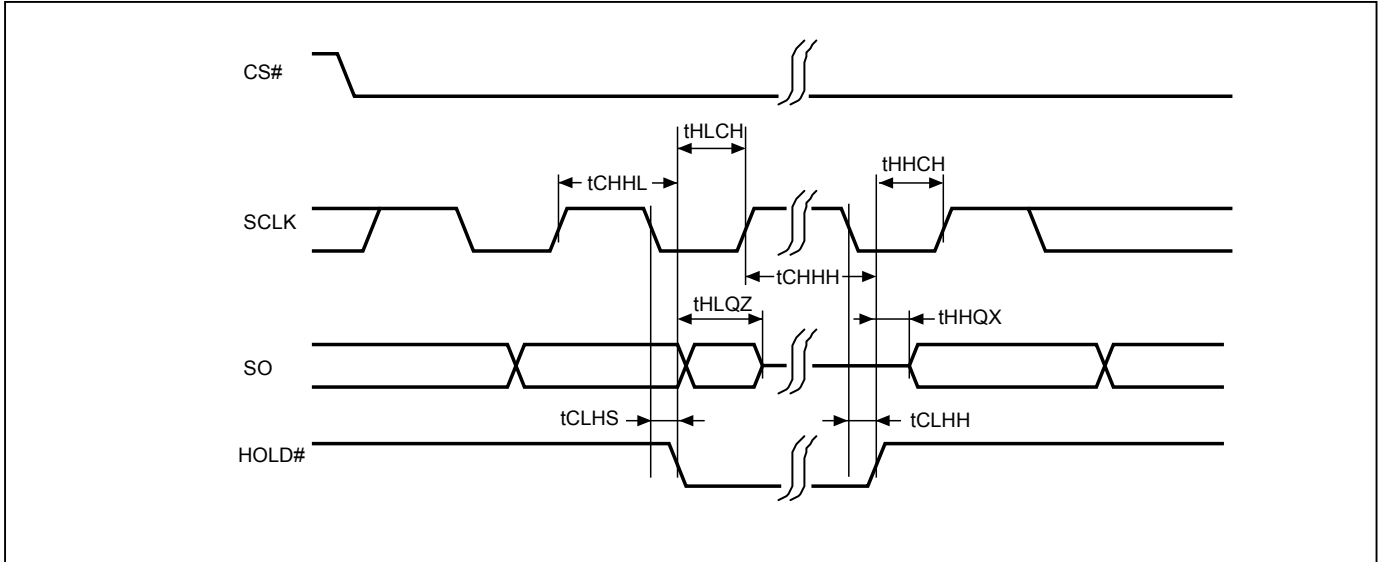 CS#
tHLCH
tHHCH
tCHHL
SCLK
tCHHH
tHLQZ
tHHQX
SO
tCLHS
tCLHH
HOLD#